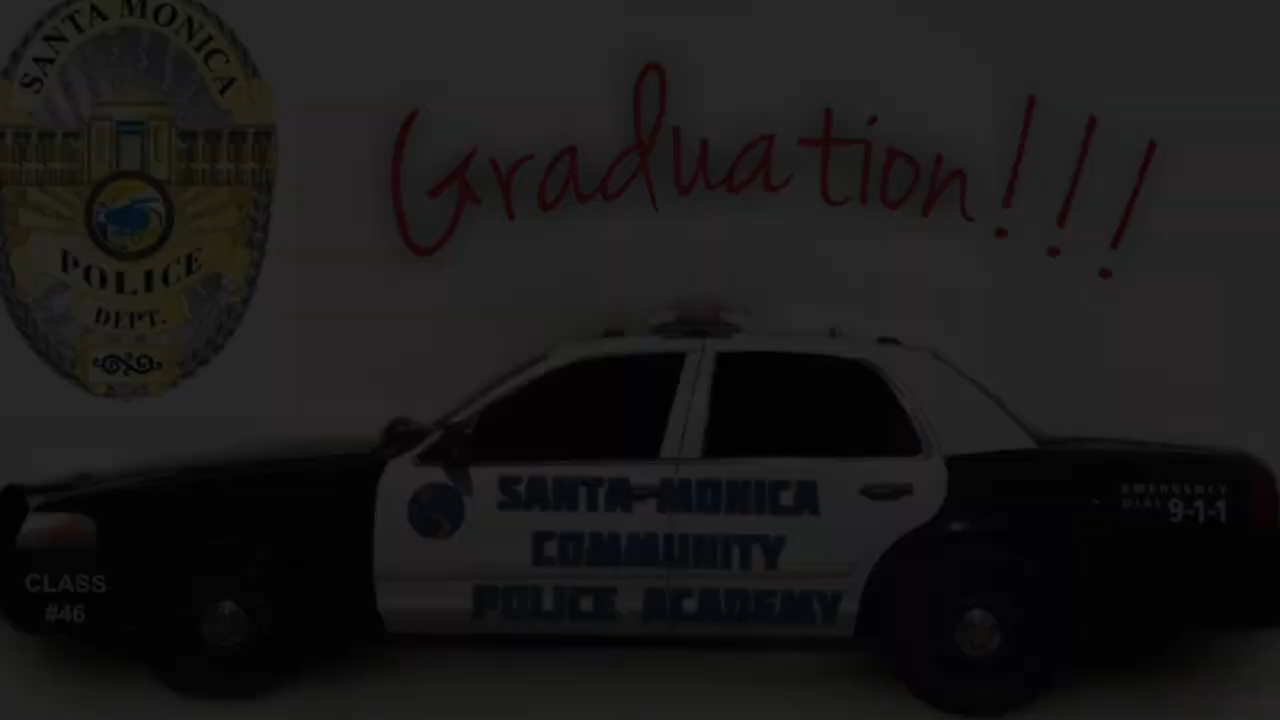 SANTA MONICA
POLICE
DEPT.
Graduation!!!
SANTA MONICA
COMMUNITY
POLICE ACADEMY
EMERGENCY
DIAL 9-1-1
CLASS
#46